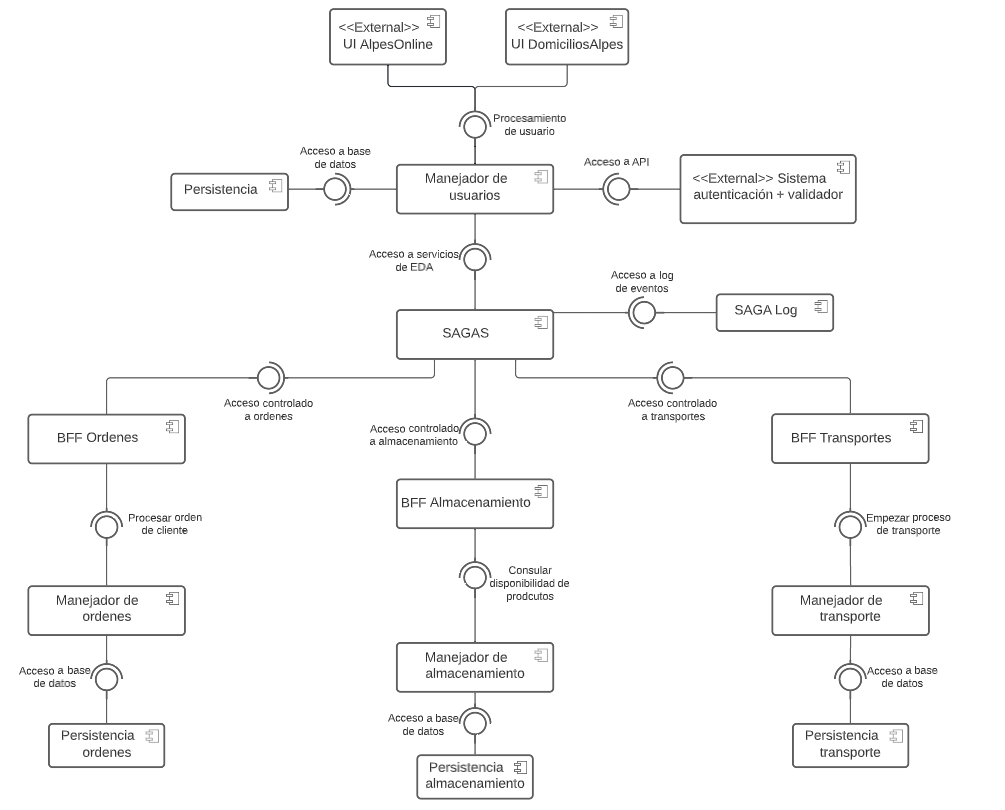 <<External>>
UI AlpesOnline
<<External>>
UI DomiciliosAlpes
Procesamiento
de usuario
Acceso a base
de datos
Acceso a API
Persistencia
Manejador de
usuarios
<<External>> Sistema
autenticación + validador
Acceso a servicios
de EDA
Acceso a log
de eventos
SAGAS
SAGA Log
Acceso controlado
a ordenes
Acceso controlado
a almacenamiento
Acceso controlado
a transportes
BFF Ordenes
BFF Transportes
BFF Almacenamiento
Procesar orden
de cliente
Empezar proceso
de transporte
Consular
disponibilidad de
prodcutos
Manejador de
ordenes
Manejador de
transporte
Manejador de
almacenamiento
Acceso a base
de datos
Acceso a base
de datos
Acceso a base
de datos
Persistencia
ordenes
Persistencia
transporte
Persistencia
almacenamiento